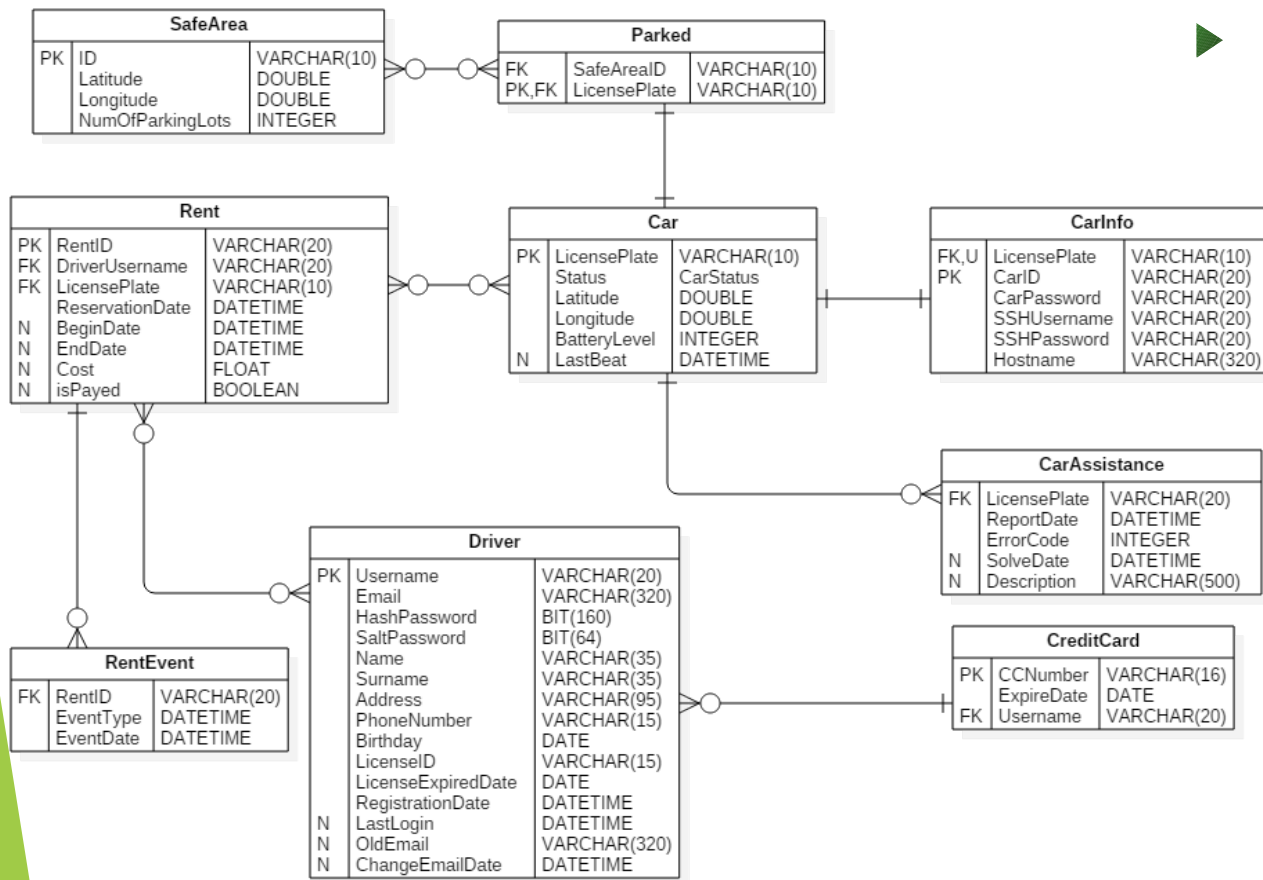 SafeArea
PK ID VARCHAR(10)
Latitude DOUBLE
Longitude DOUBLE
NumOfParkingLots INTEGER
Parked
FK SafeAreaID VARCHAR(10)
PK,FK LicensePlate VARCHAR(10)
Rent
PK RentID VARCHAR(20)
FK DriverUsername VARCHAR(20)
FK LicensePlate VARCHAR(10)
ReservationDate DATETIME
N BeginDate DATETIME
N EndDate DATETIME
N Cost FLOAT
N isPayed BOOLEAN
Car
PK LicensePlate VARCHAR(10)
Status CarStatus
Latitude DOUBLE
Longitude DOUBLE
BatteryLevel INTEGER
N LastBeat DATETIME
CarInfo
FK,U LicensePlate VARCHAR(10)
PK CarID VARCHAR(20)
CarPassword VARCHAR(20)
SSHUsername VARCHAR(20)
SSHPassword VARCHAR(20)
Hostname VARCHAR(320)
CarAssistance
FK LicensePlate VARCHAR(20)
ReportDate DATETIME
ErrorCode INTEGER
N SolveDate DATETIME
N Description VARCHAR(500)
Driver
PK Username VARCHAR(20)
Email VARCHAR(320)
HashPassword BIT(160)
SaltPassword BIT(64)
Name VARCHAR(35)
Surname VARCHAR(35)
Address VARCHAR(95)
PhoneNumber VARCHAR(15)
Birthday DATE
LicenseID VARCHAR(15)
LicenseExpiredDate DATE
RegistrationDate DATETIME
N LastLogin DATETIME
N OldEmail VARCHAR(320)
N ChangeEmailDate DATETIME
RentEvent
FK RentID VARCHAR(20)
EventType DATETIME
EventDate DATETIME
CreditCard
PK CCNumber VARCHAR(16)
ExpireDate DATE
FK Username VARCHAR(20)